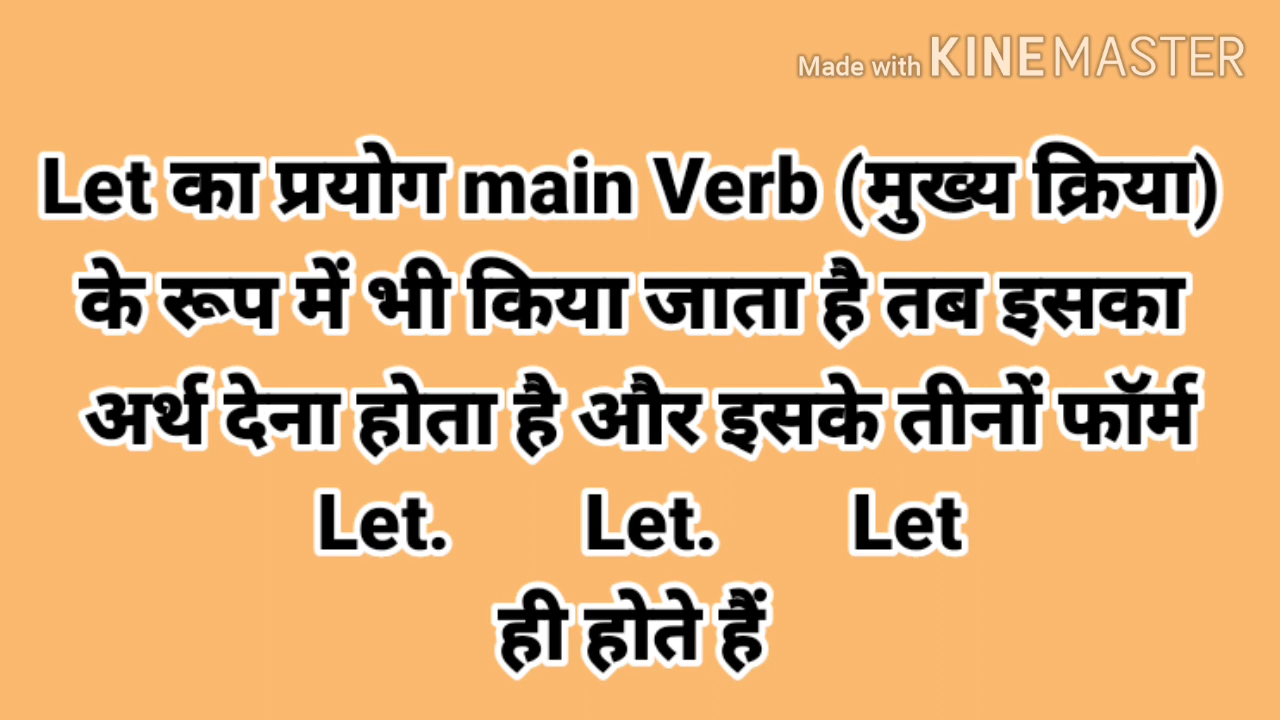 Made with KINEMASTER
Let का प्रयोग main Verb (मुख्य क्रिया)
के रूप में भी किया जाता है तब इसका
अर्थ देना होता है और इसके तीनों फॉर्म
Let. Let. Let
ही होते हैं